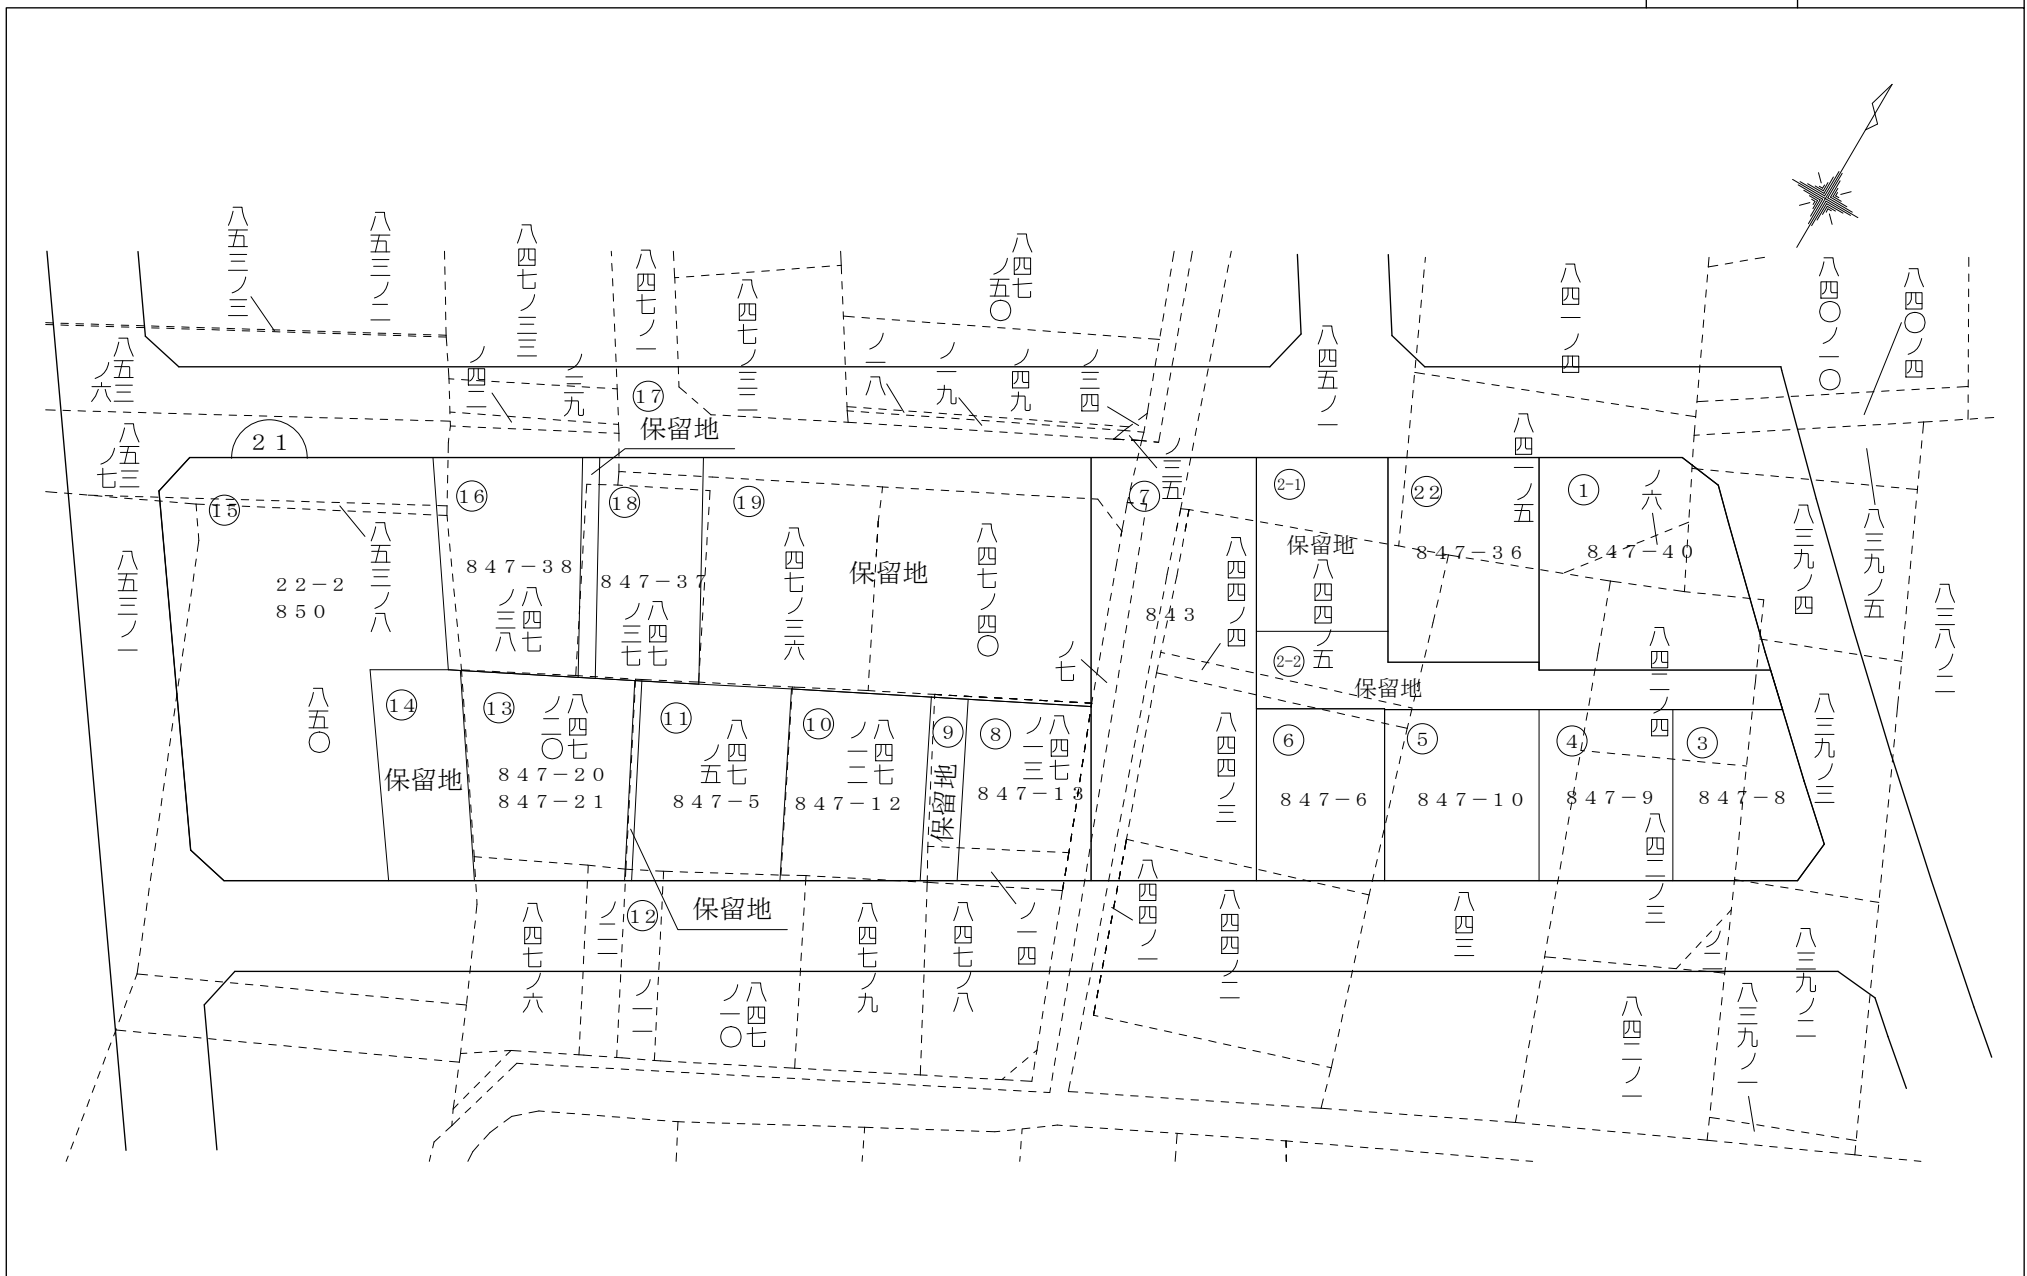 八五三ノ三
八五三ノ二
八四七ノ三三
八四七ノ一
八四七ノ三二
八四七
ノ五〇
八四五ノ一
八四一ノ四
八四〇ノ一〇
八四〇ノ四
八五三
ノ六
ノ四二
ノ三九
ノ一八
ノ一九
ノ四九
ノ三四
ノ三五
17
保留地
21
八五三
ノ七
八四一ノ五
ノ六
15
16
18
19
7
2-1
22
1
八五三ノ一
八五三ノ八
22-2
850
847-38
八四七
ノ三八
847-37
八四七
ノ三七
八四七ノ三六
保留地
八四七ノ四〇
843
八四四ノ四
保留地
八四四ノ五
847-36
847-40
八三九ノ四
八三九ノ五
八三八ノ二
ノ七
2-2
保留地
八四二ノ四
八五〇
14
保留地
13
八四七
ノ二〇
847-20
847-21
11
八四七
ノ五
847-5
10
八四七
ノ一二
847-12
9
保留地
8
八四七
ノ一三
847-13
八四四ノ三
6
847-6
5
847-10
4
847-9
3
847-8
八三九ノ三
八四二ノ三
八四七ノ六
ノ二一
12
保留地
八四七ノ九
八四七ノ八
ノ一四
八四四ノ一
八四四ノ二
八四三
ノ二
八三九ノ二
ノ一一
八四七
ノ一〇
八四二ノ一
八三九ノ一